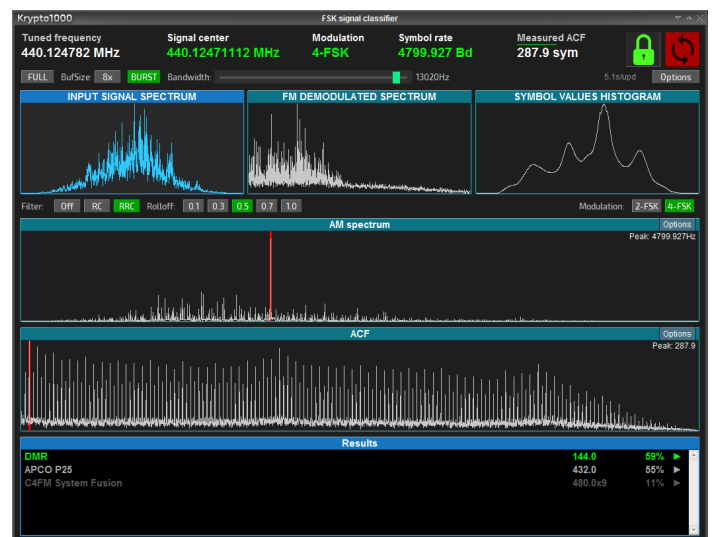 Krypto1000 FSK signal classifier
Tuned frequency Signal center Modulation Symbol rate Measured ACF
440.124782 MHz 440.12471112 MHz 4-FSK 4799.927 Bd 287.9 sym
FULL BufSize: 8x BURST Bandwidth: 13020Hz 5.1s/upd Options
INPUT SIGNAL SPECTRUM FM DEMODULATED SPECTRUM SYMBOL VALUES HISTOGRAM
Filter: Off RC RRC Rolloff: 0.1 0.3 0.5 0.7 1.0 Modulation: 2-FSK 4-FSK
AM spectrum Options
Peak: 4799.927Hz
ACF Options
Peak: 287.9
Results
DMR 144.0 59%
APCO P25 432.0 55%
C4FM System Fusion 480.0x9 11%